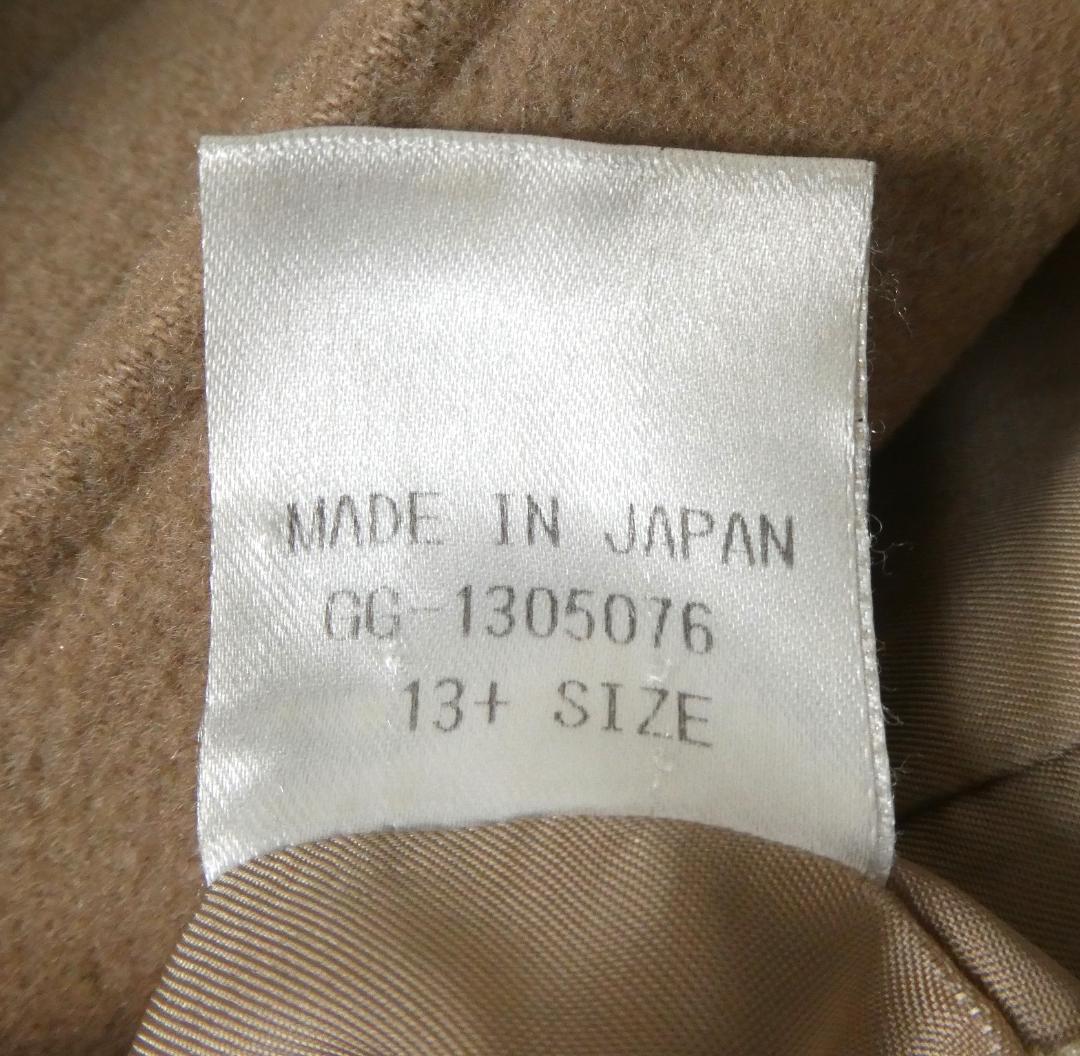 MADE IN JAPAN
GG-1305076
13+ SIZE